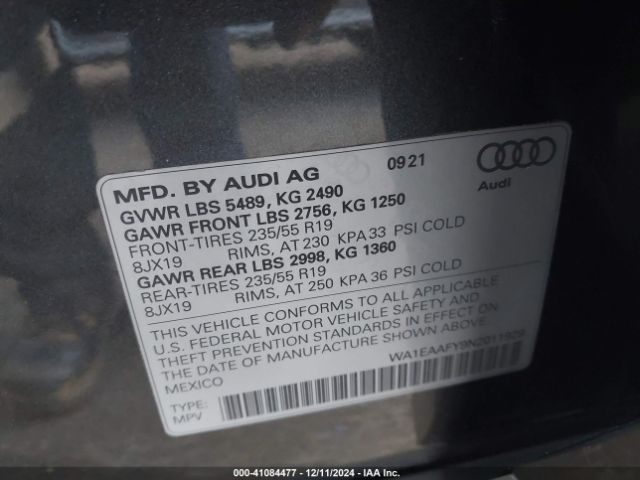 MFD. BY AUDI AG 09 21
GVWR LBS 5489, KG 2490
GAWR FRONT LBS 2756, KG 1250
FRONT-TIRES 235/55 R19
8JX19 RIMS, AT 230 KPA 33 PSI COLD
GAWR REAR LBS 2998, KG 1360
REAR-TIRES 235/55 R19
8JX19 RIMS, AT 250 KPA 36 PSI COLD
Audi
THIS VEHICLE CONFORMS TO ALL APPLICABLE
U.S. FEDERAL MOTOR VEHICLE SAFETY AND
THEFT PREVENTION STANDARDS IN EFFECT ON
THE DATE OF MANUFACTURE SHOWN ABOVE.
MEXICO
WA1EAAFY9N2011929
TYPE:
MPV
000-41084477 - 12/11/2024 - IAA Inc.